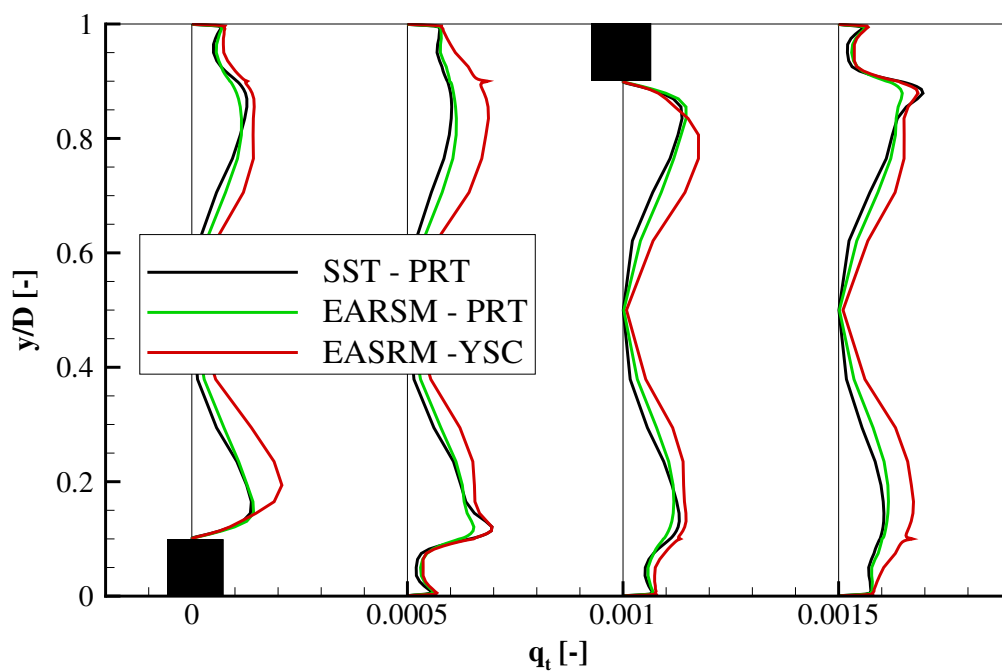 1
0.8
0.6
0.4
0.2
0
y/D [-]
SST - PRT
EARSM - PRT
EASRM -YSC
0 0.0005 0.001 0.0015
qt [-]